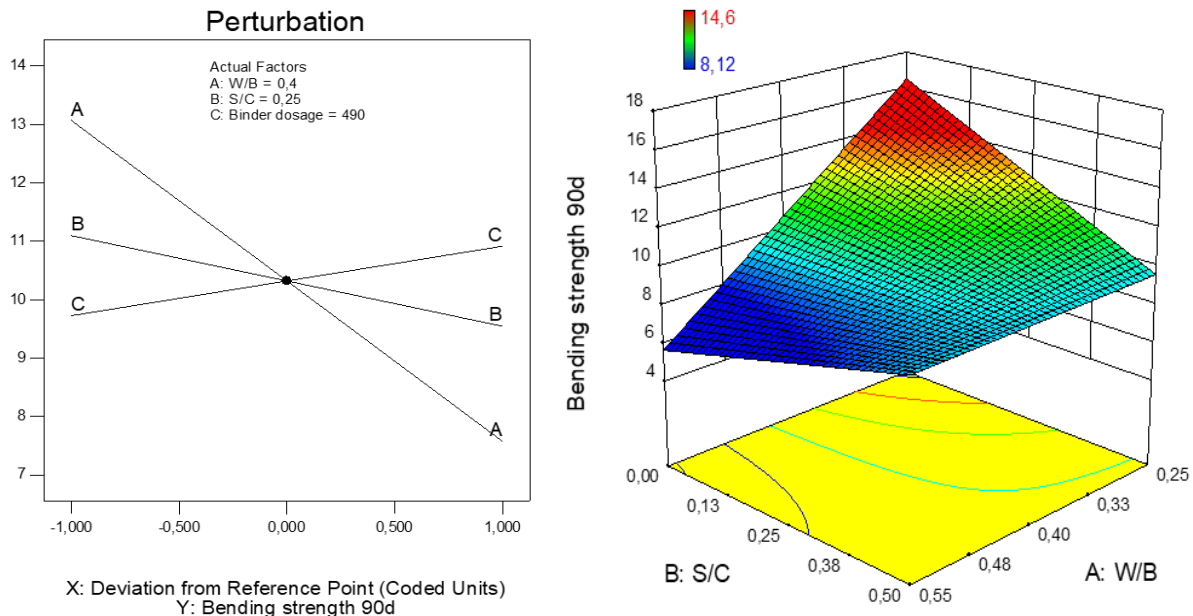 Perturbation
14
13
12
11
10
9
8
7
Actual Factors
A: W/B = 0,4
B: S/C = 0,25
C: Binder dosage = 490
A
B
C
C
B
A
-1,000
-0,500
0,000
0,500
1,000
X: Deviation from Reference Point (Coded Units)
Y: Bending strength 90d
14,6
8,12
Bending strength 90d
18
16
14
12
10
8
6
4
0,00
0,13
0,25
0,38
0,50
B: S/C
0,55
0,48
0,40
0,33
0,25
A: W/B